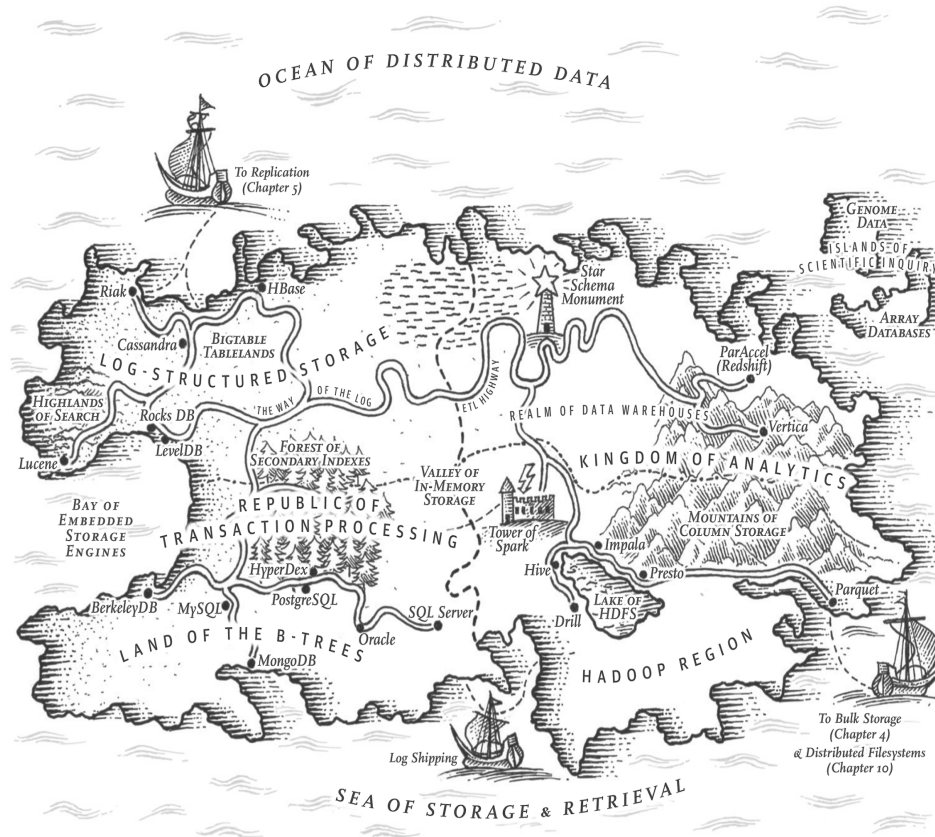 OCEAN OF DISTRIBUTED DATA
To Replication
(Chapter 5)
GENOME
DATA
ISLANDS OF
SCIENTIFIC INQUIRY
ARRAY
DATABASES
Riak
HBase
Star
Schema
Monument
Cassandra
BIGTABLE
TABLELANDS
LOG-STRUCTURED STORAGE
ParAccel
(Redshift)
HIGHLANDS
OF SEARCH
Rocks DB
THE WAY
OF THE LOG
ETL HIGHWAY
REALM OF DATA WAREHOUSES
Vertica
LevelDB
Lucene
FOREST OF
SECONDARY INDEXES
VALLEY OF
IN-MEMORY
STORAGE
KINGDOM OF ANALYTICS
BAY OF
EMBEDDED
STORAGE
ENGINES
REPUBLIC OF
TRANSACTION PROCESSING
Tower of
Spark
MOUNTAINS OF
COLUMN STORAGE
Impala
HyperDex
Hive
Presto
BerkeleyDB
MySQL
PostgreSQL
SQL Server
Drill
LAKE OF
HDFS
Parquet
Oracle
LAND OF THE B-TREES
MongoDB
HADOOP REGION
Log Shipping
To Bulk Storage
(Chapter 4)
& Distributed Filesystems
(Chapter 10)
SEA OF STORAGE & RETRIEVAL